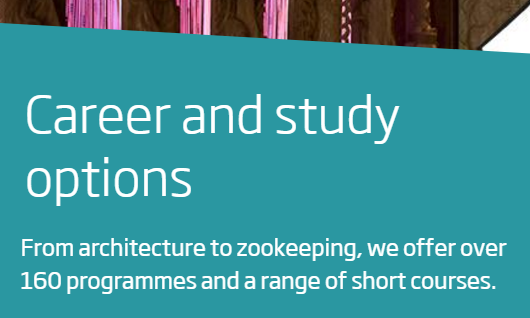 Career and study
options
From architecture to zookeeping, we offer over
160 programmes and a range of short courses.